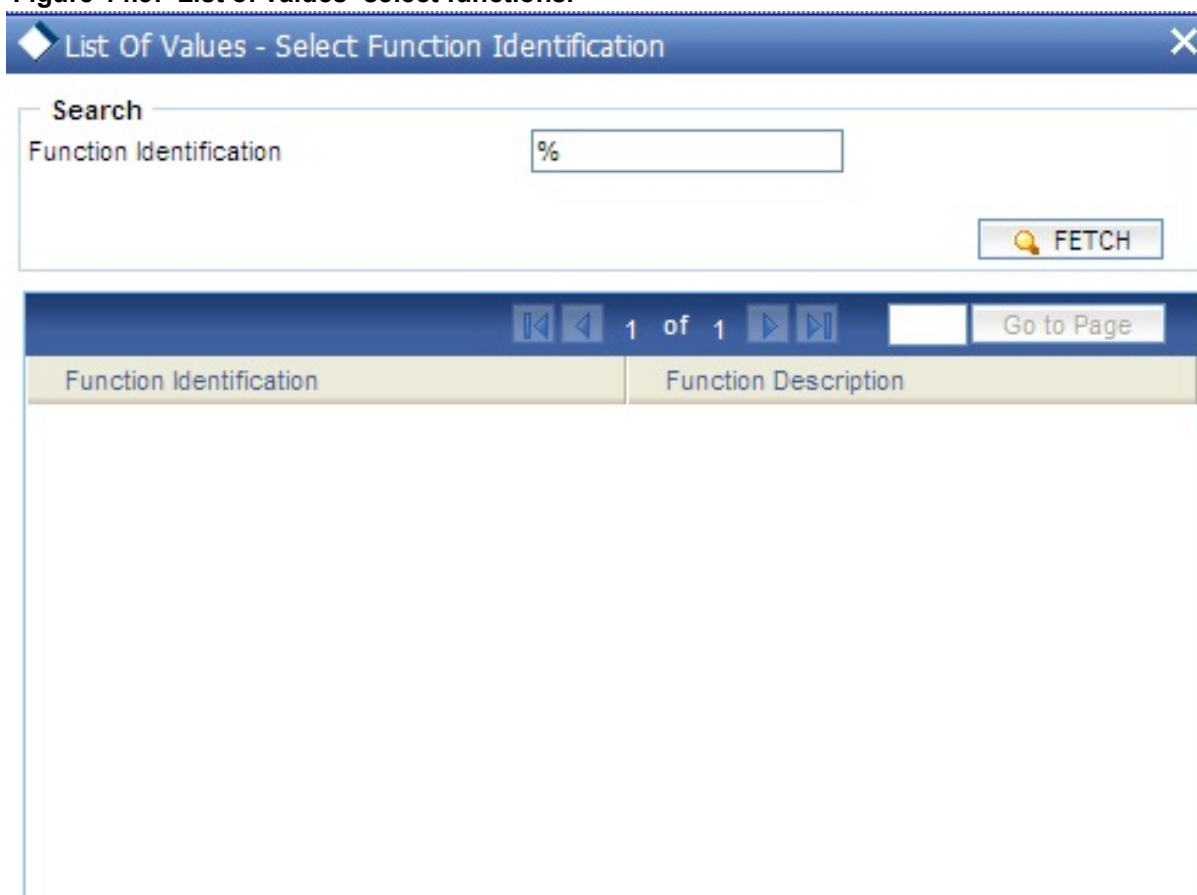 List Of Values - Select Function Identification
Search
Function Identification %
FETCH
1 of 1 Go to Page
Function Identification Function Description